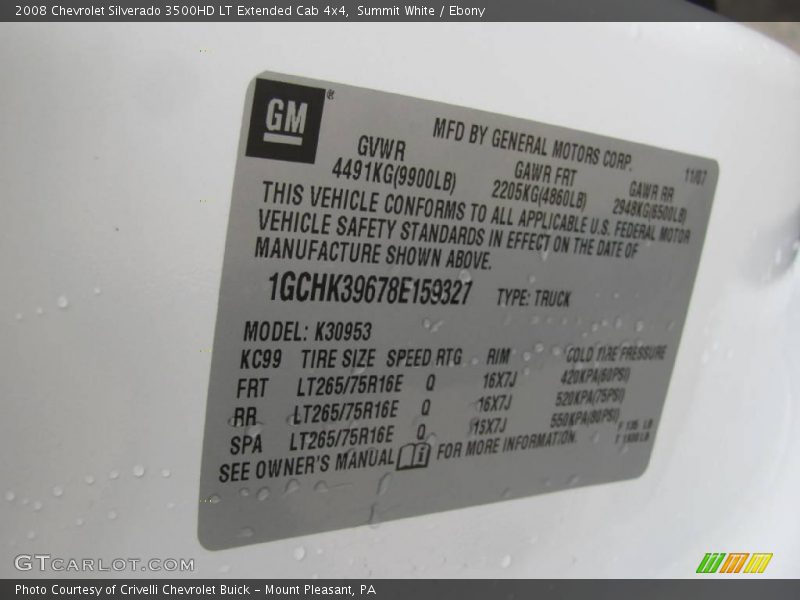 2008 Chevrolet Silverado 3500HD LT Extended Cab 4x4, Summit White / Ebony
GM®
MFD BY GENERAL MOTORS CORP.
11/07
GVWR GAWR FRT GAWR RR
4491KG(9900LB) 2205KG(4860LB) 2948KG(6500LB)
THIS VEHICLE CONFORMS TO ALL APPLICABLE U.S. FEDERAL MOTOR
VEHICLE SAFETY STANDARDS IN EFFECT ON THE DATE OF
MANUFACTURE SHOWN ABOVE.
1GCHK39678E159327 TYPE: TRUCK
MODEL: K30953
KC99 TIRE SIZE SPEED RTG RIM COLD TIRE PRESSURE
FRT LT265/75R16E Q 16X7J 420KPA(60PSI)
RR LT265/75R16E Q 16X7J 520KPA(75PSI)
SPA LT265/75R16E Q 16X7J 550KPA(80PSI)
SEE OWNER'S MANUAL FOR MORE INFORMATION.
GTCARLOT.COM
Photo Courtesy of Crivelli Chevrolet Buick - Mount Pleasant, PA